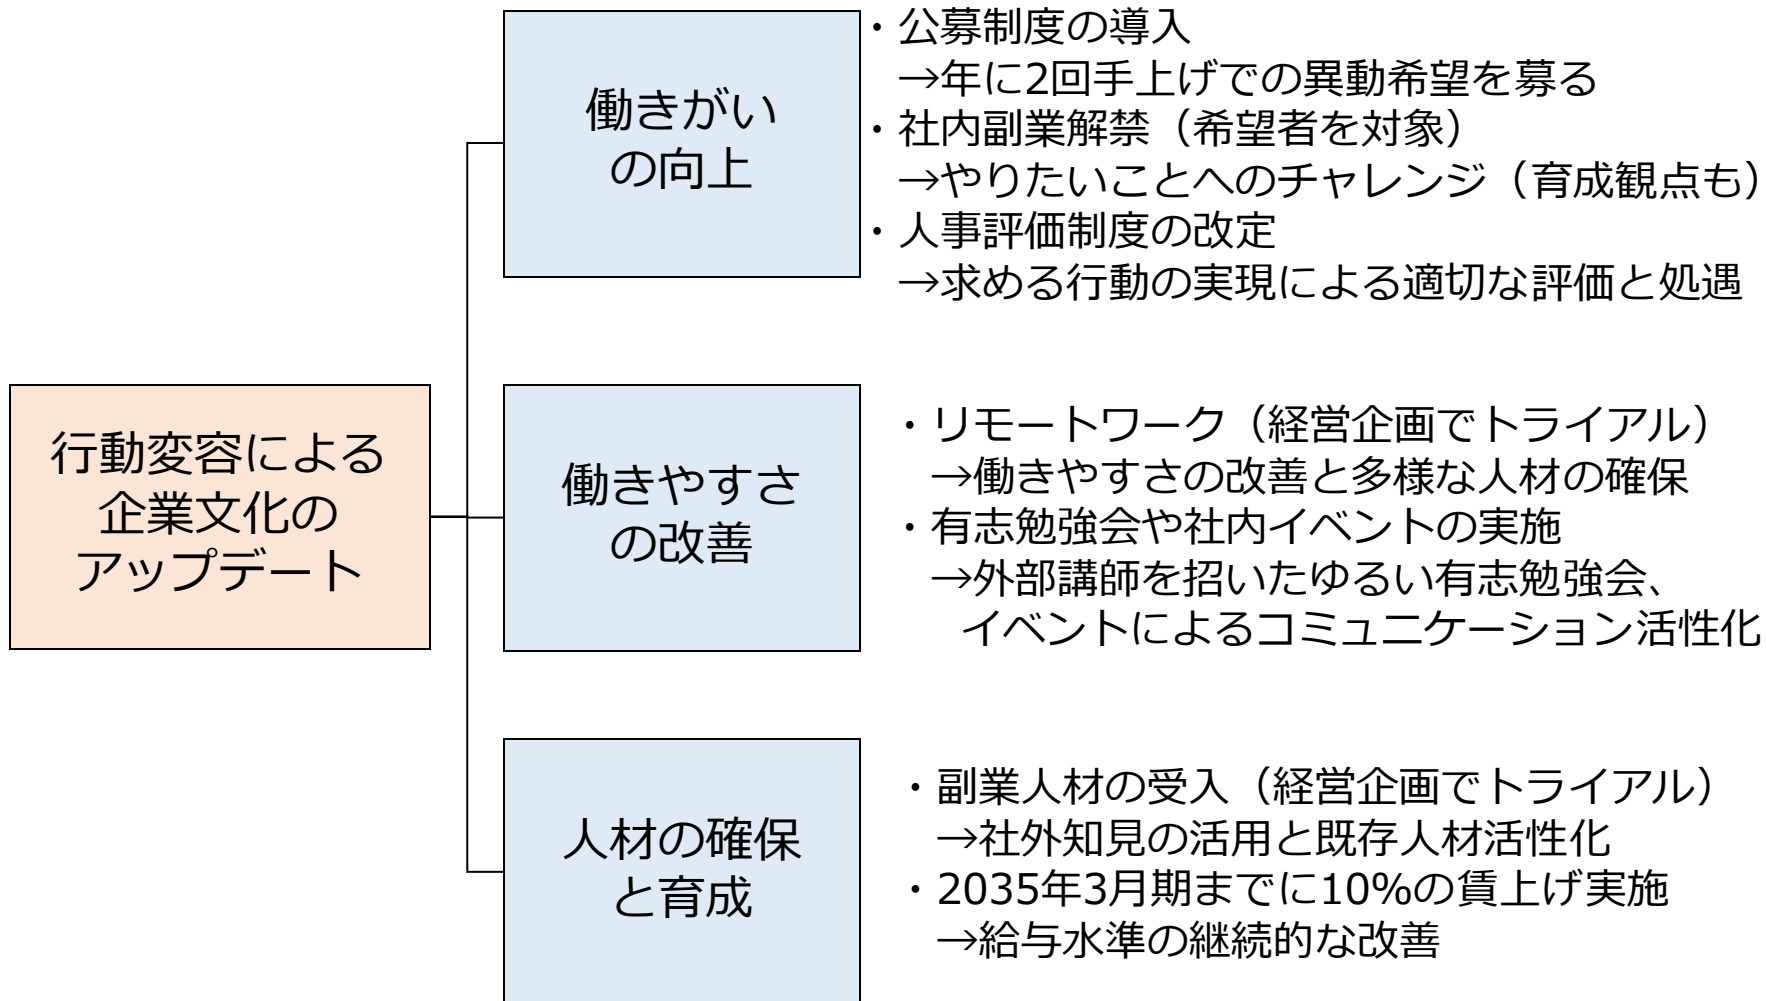 行動変容による
企業文化の
アップデート
働きがい
の向上
・公募制度の導入
→年に2回手上げでの異動希望を募る
・社内副業解禁（希望者を対象）
→やりたいことへのチャレンジ（育成観点も）
・人事評価制度の改定
→求める行動の実現による適切な評価と処遇
働きやすさ
の改善
・リモートワーク（経営企画でトライアル）
→働きやすさの改善と多様な人材の確保
・有志勉強会や社内イベントの実施
→外部講師を招いたゆるい有志勉強会、
イベントによるコミュニケーション活性化
人材の確保
と育成
・副業人材の受入（経営企画でトライアル）
→社外知見の活用と既存人材活性化
・2035年3月期までに10%の賃上げ実施
→給与水準の継続的な改善